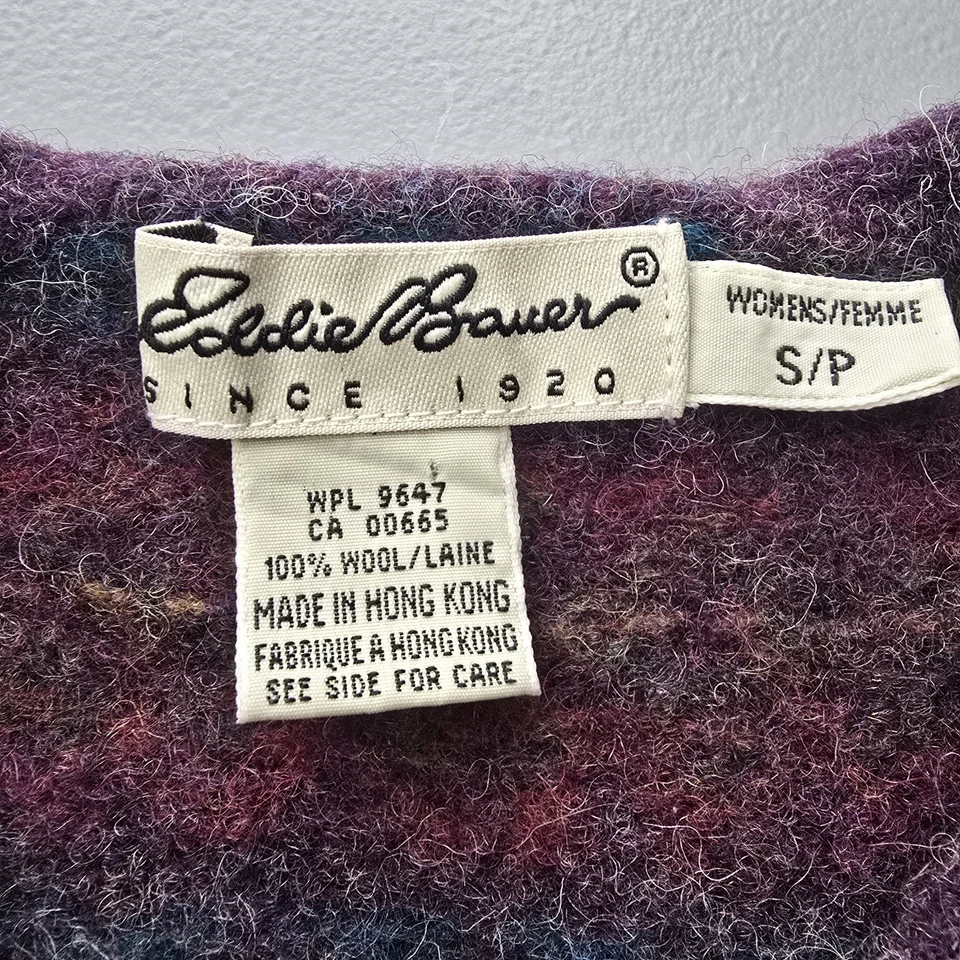 Eddie Bauer®
SINCE 1920
WOMENS/FEMME
S/P
WPL 9647
CA 00665
100% WOOL/LAINE
MADE IN HONG KONG
FABRIQUE A HONG KONG
SEE SIDE FOR CARE